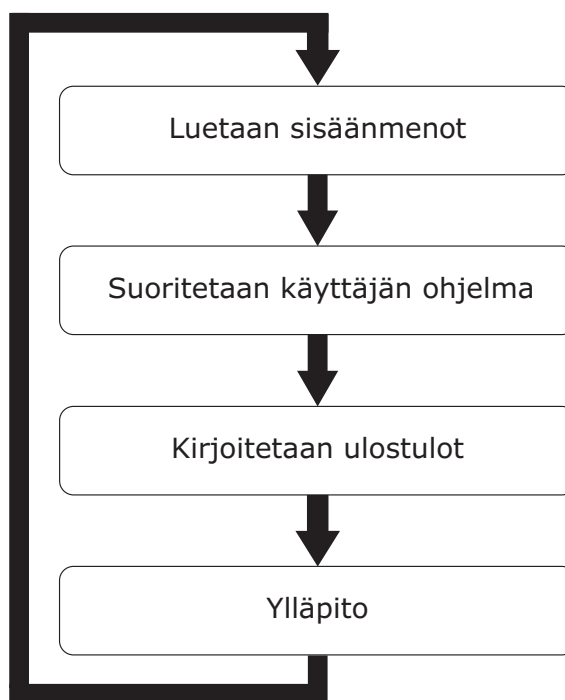 Luetaan sisäänmenot
Suoritetaan käyttäjän ohjelma
Kirjoitetaan ulostulot
Ylläpito